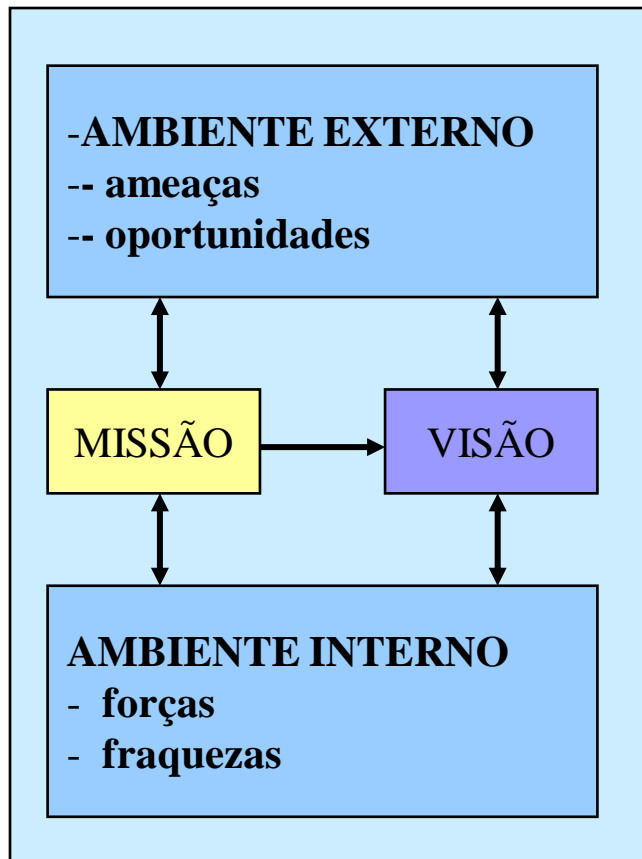 -AMBIENTE EXTERNO
-- ameaças
-- oportunidades
MISSÃO
VISÃO
AMBIENTE INTERNO
- forças
- fraquezas